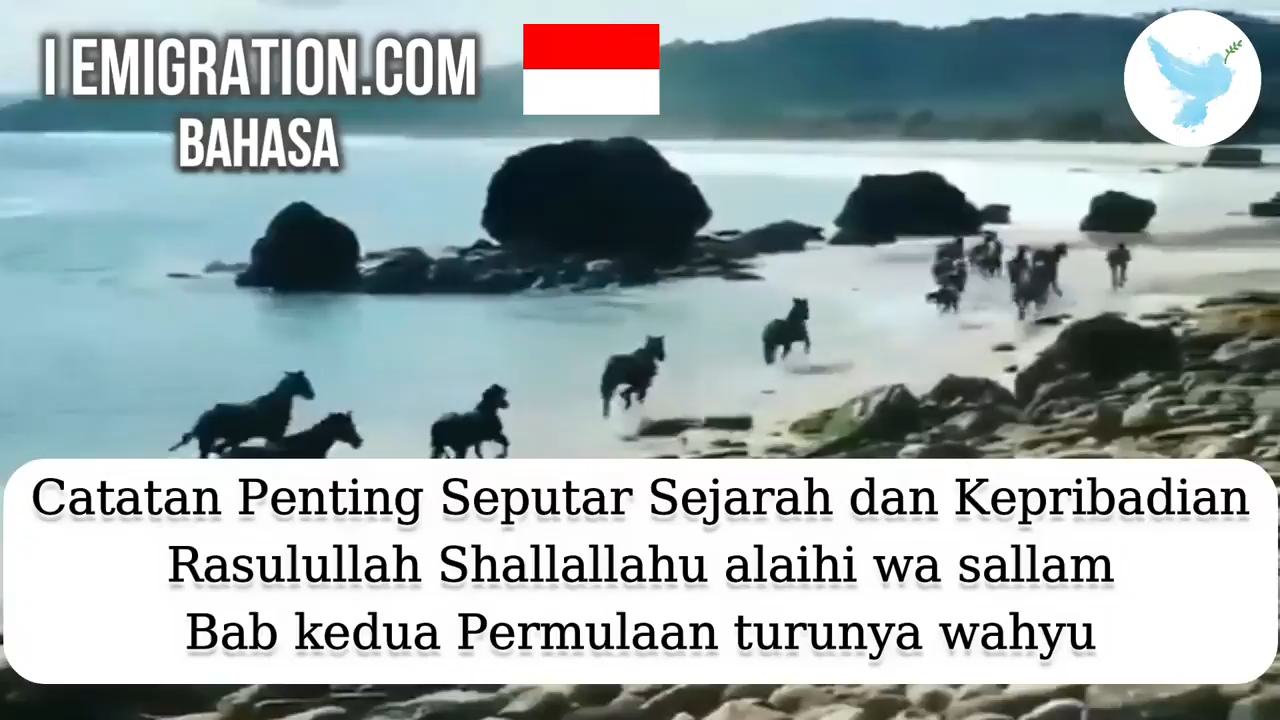 I EMIGRATION.COM
BAHASA
Catatan Penting Seputar Sejarah dan Kepribadian
Rasulullah Shallallahu alaihi wa sallam
Bab kedua Permulaan turunya wahyu